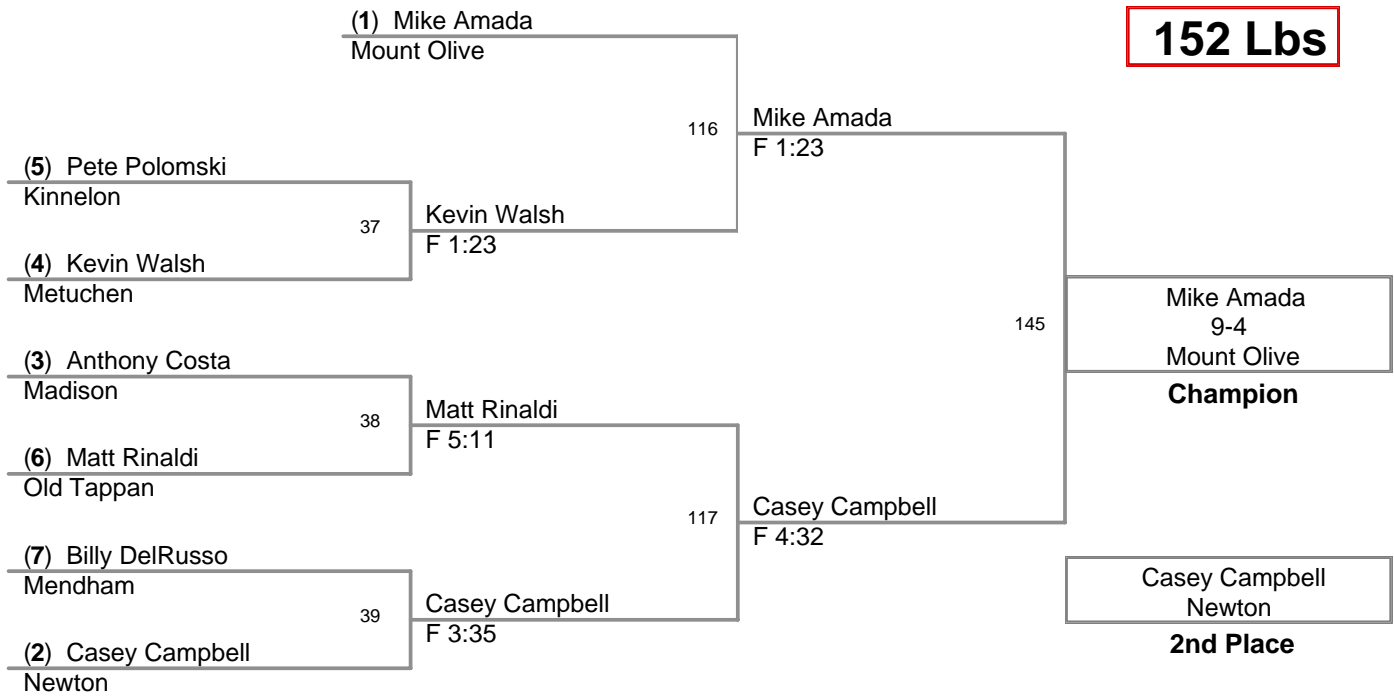 (1) Mike Amada
Mount Olive
152 Lbs
116
Mike Amada
F 1:23
(5) Pete Polomski
Kinnelon
37
Kevin Walsh
F 1:23
(4) Kevin Walsh
Metuchen
145
Mike Amada
9-4
Mount Olive
Champion
(3) Anthony Costa
Madison
38
Matt Rinaldi
F 5:11
(6) Matt Rinaldi
Old Tappan
117
Casey Campbell
F 4:32
(7) Billy DelRusso
Mendham
39
Casey Campbell
F 3:35
(2) Casey Campbell
Newton
Casey Campbell
Newton
2nd Place